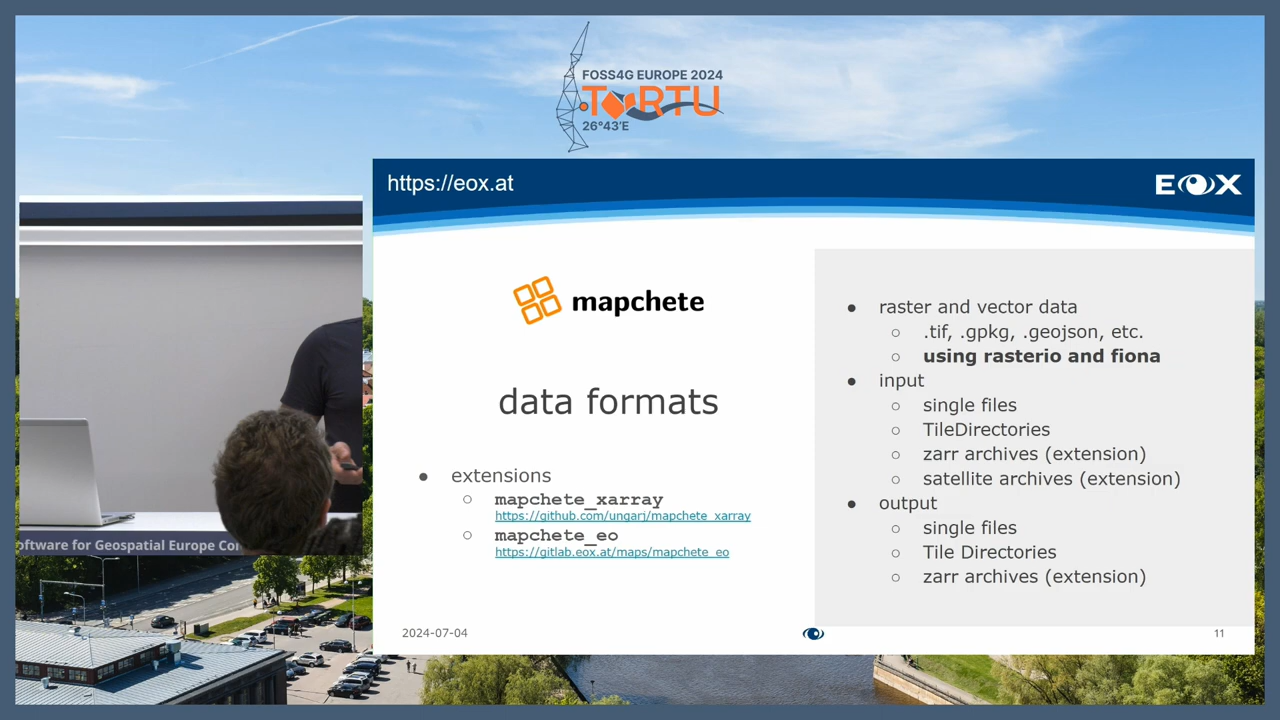 FOSS4G EUROPE 2024
TORTU
26°43'E
https://eox.at
EOX
mapchete
data formats
● extensions
○ mapchete_xarray
https://github.com/ungarj/mapchete_xarray
○ mapchete_eo
https://gitlab.eox.at/maps/mapchete_eo
● raster and vector data
○ .tif, .gpkg, .geojson, etc.
○ using rasterio and fiona
● input
○ single files
○ TileDirectories
○ zarr archives (extension)
○ satellite archives (extension)
● output
○ single files
○ Tile Directories
○ zarr archives (extension)
oftware for Geospatial Europe Con
2024-07-04
11